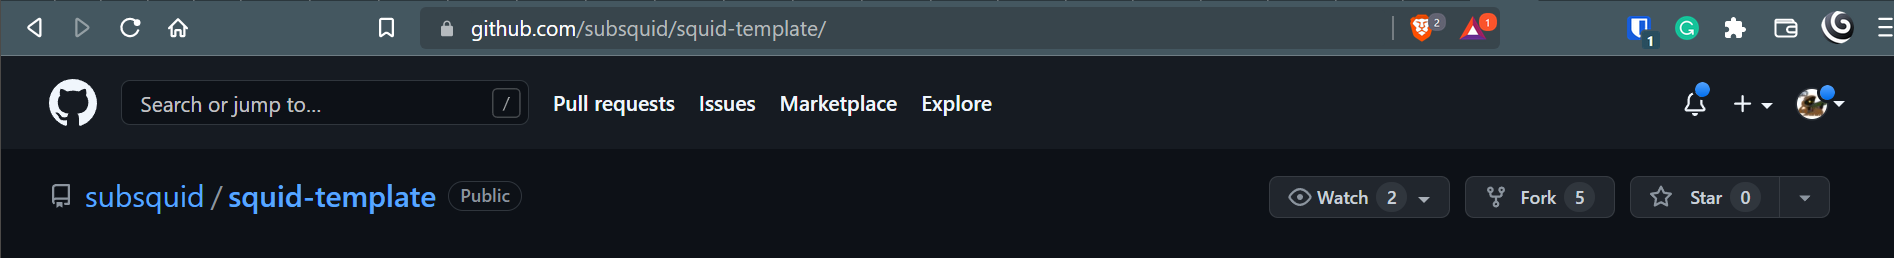 github.com/subsquid/squid-template/ 2 1 1
Search or jump to... / Pull requests Issues Marketplace Explore
subsquid / squid-template Public Watch 2 Fork 5 Star 0